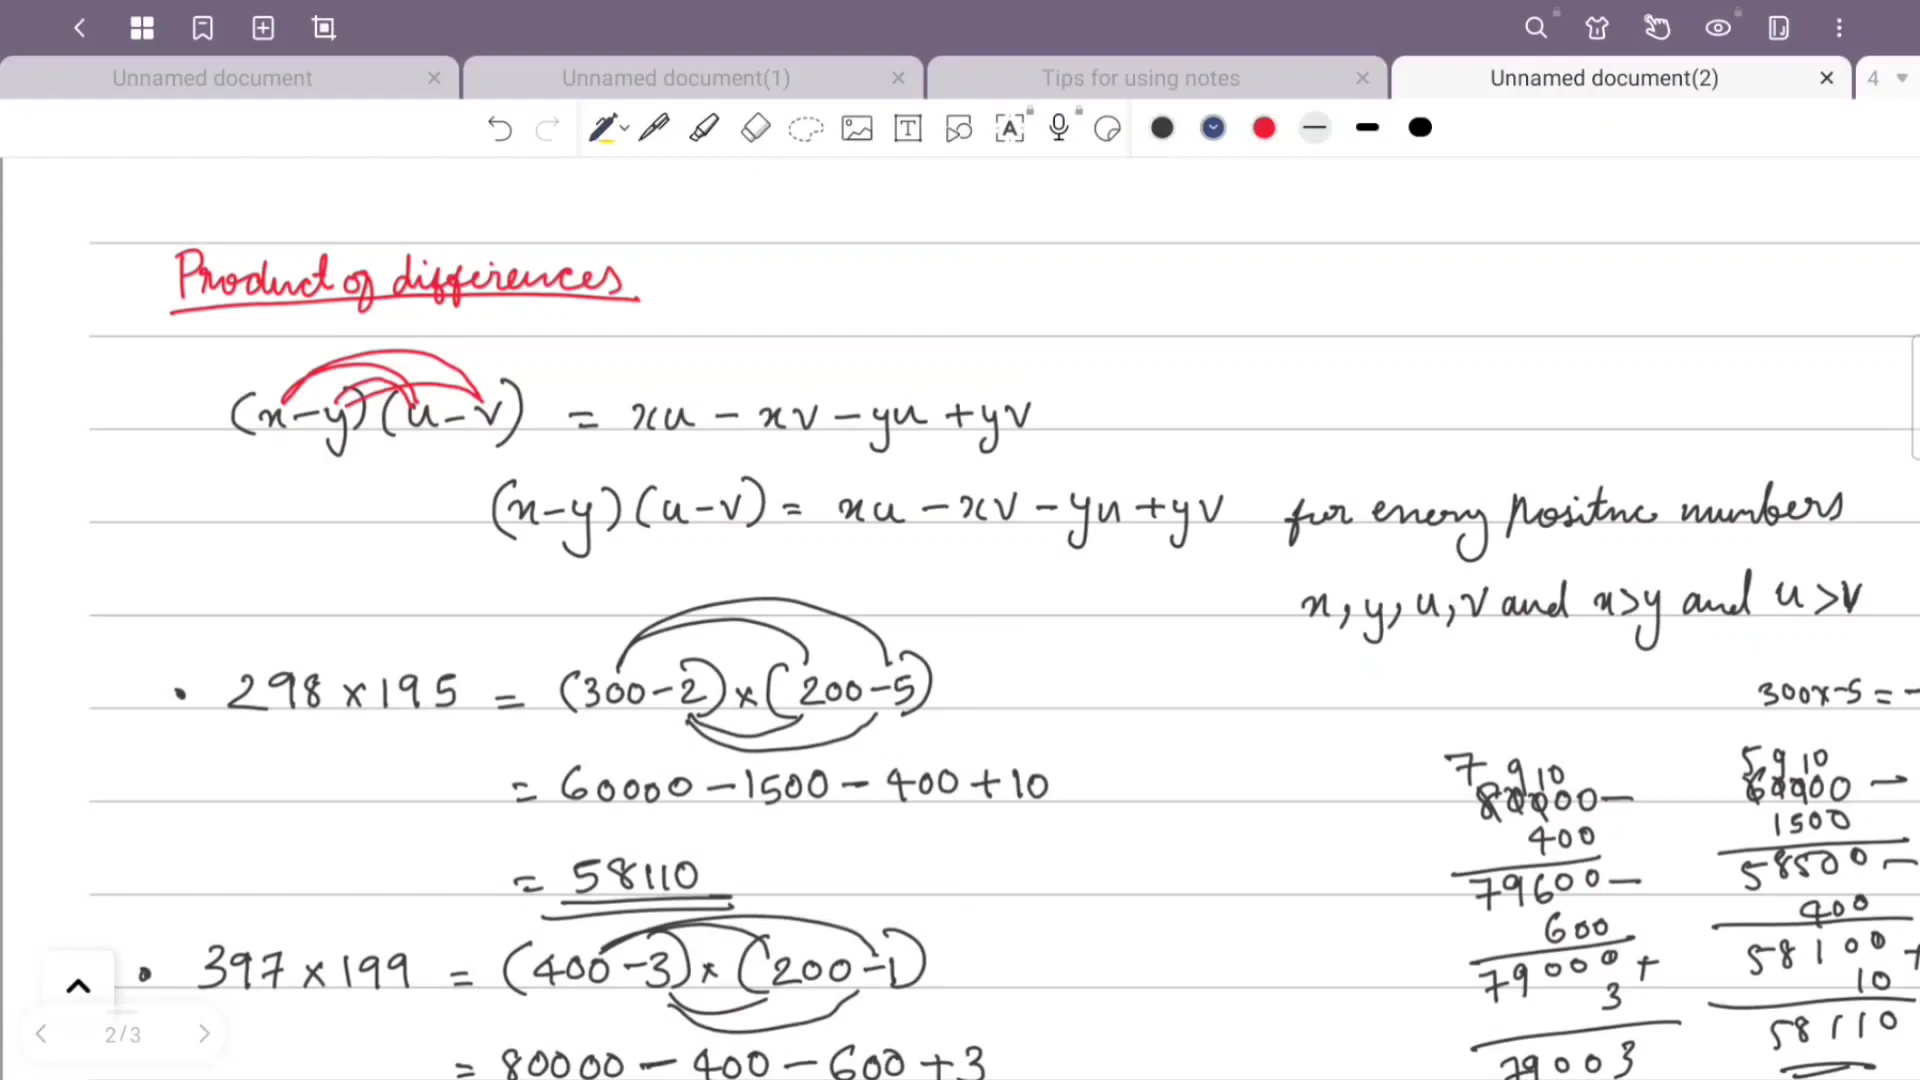 Unnamed document
Unnamed document(1)
Tips for using notes
Unnamed document(2)
4
Product of differences
(x-y)(u-v) = xu - xv - yu + yv
(x-y)(u-v) = xu - xv - yu + yv for every positive numbers
x, y, u, v and x>y and u>v
• 298 × 195 = (300-2) × (200-5)
= 60000 - 1500 - 400 + 10
= 58110
• 397 × 199 = (400-3) × (200-1)
= 80000 - 400 - 600 + 3
300×-5 = -
7 9 10
80000 -
400
79600 -
600
79000 +
3
79003
5 9 10
60000 -
1500
58500 -
400
58100 +
10
58110
2/3